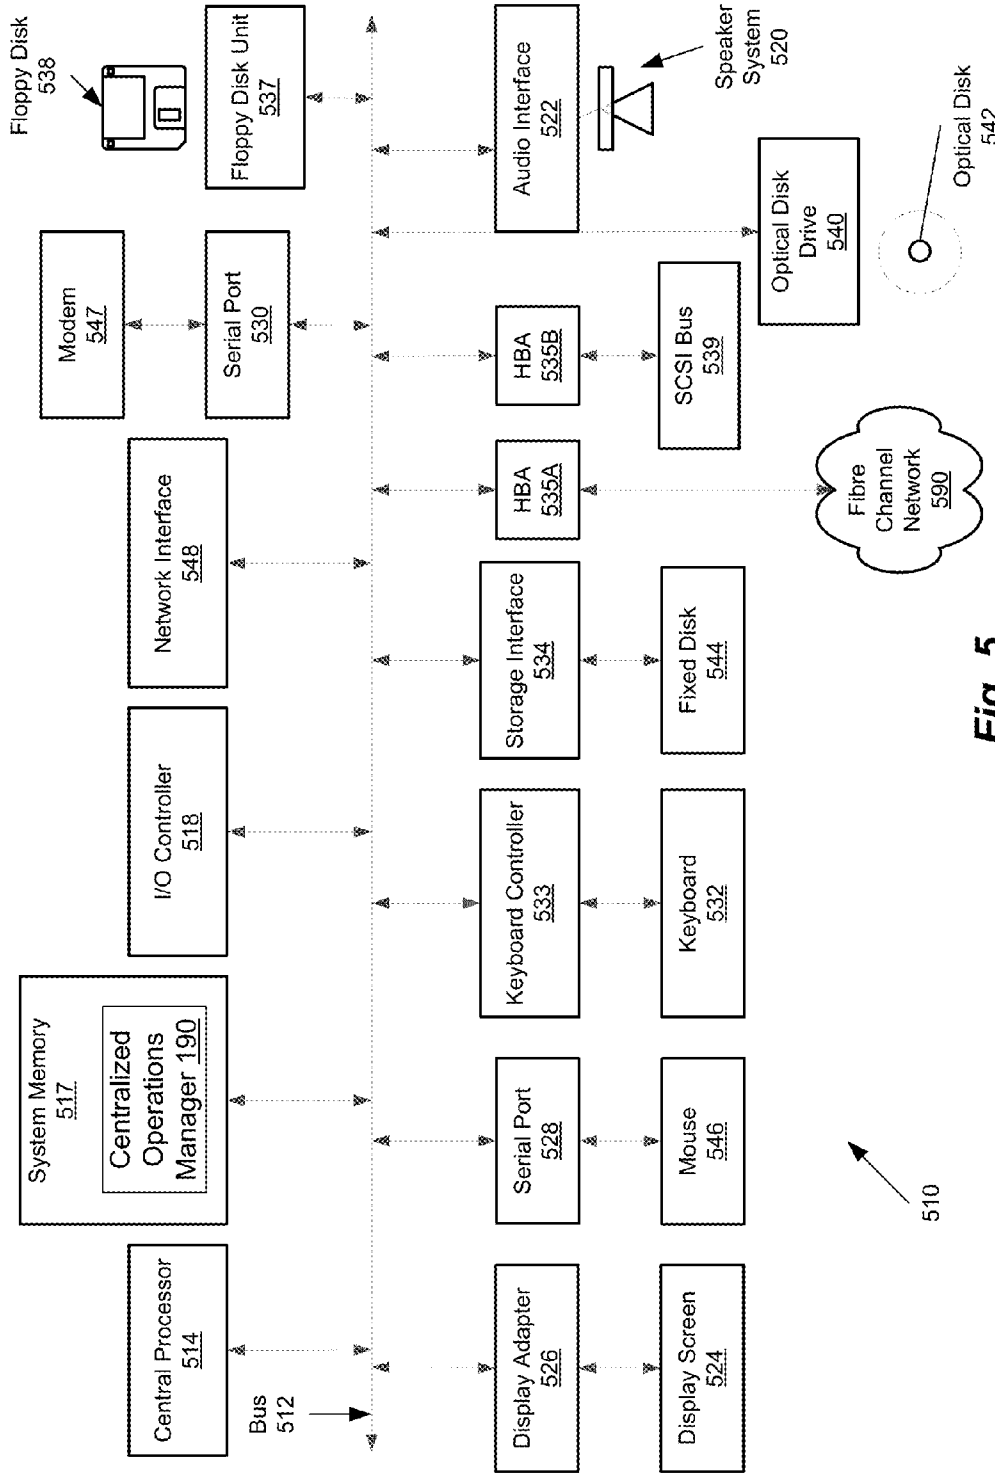 Central Processor
514
System Memory
517
Centralized
Operations
Manager 190
I/O Controller
518
Network Interface
548
Modem
547
Serial Port
530
Floppy Disk
538
Floppy Disk Unit
537
Bus
512
Display Adapter
526
Display Screen
524
Serial Port
528
Mouse
546
Keyboard Controller
533
Keyboard
532
Storage Interface
534
Fixed Disk
544
HBA
535A
Fibre
Channel
Network
590
HBA
535B
SCSI Bus
539
Audio Interface
522
Speaker
System
520
Optical Disk
Drive
540
Optical Disk
542
510
Fig. 5